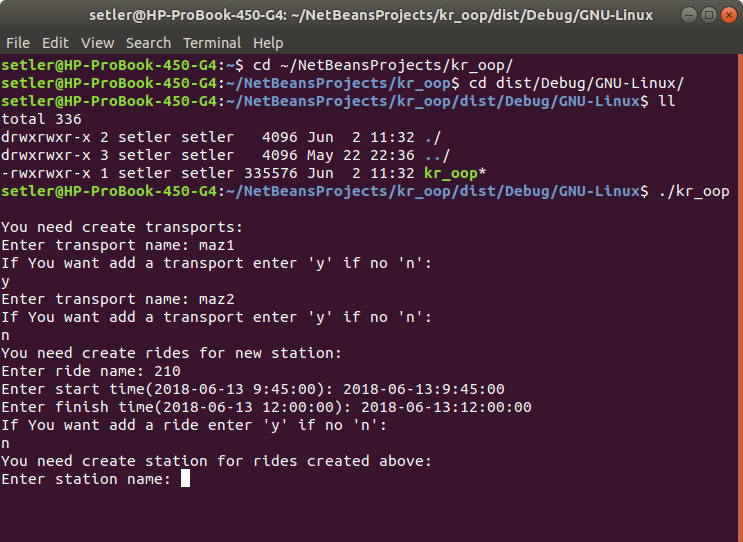 setler@HP-ProBook-450-G4: ~/NetBeansProjects/kr_oop/dist/Debug/GNU-Linux
File Edit View Search Terminal Help
setler@HP-ProBook-450-G4:~$ cd ~/NetBeansProjects/kr_oop/
setler@HP-ProBook-450-G4:~/NetBeansProjects/kr_oop$ cd dist/Debug/GNU-Linux/
setler@HP-ProBook-450-G4:~/NetBeansProjects/kr_oop/dist/Debug/GNU-Linux$ ll
total 336
drwxrwxr-x 2 setler setler   4096 Jun  2 11:32 ./
drwxrwxr-x 3 setler setler   4096 May 22 22:36 ../
-rwxrwxr-x 1 setler setler 335576 Jun  2 11:32 kr_oop*
setler@HP-ProBook-450-G4:~/NetBeansProjects/kr_oop/dist/Debug/GNU-Linux$ ./kr_oop
You need create transports:
Enter transport name: maz1
If You want add a transport enter 'y' if no 'n':
y
Enter transport name: maz2
If You want add a transport enter 'y' if no 'n':
n
You need create rides for new station:
Enter ride name: 210
Enter start time(2018-06-13 9:45:00): 2018-06-13:9:45:00
Enter finish time(2018-06-13 12:00:00): 2018-06-13:12:00:00
If You want add a ride enter 'y' if no 'n':
n
You need create station for rides created above:
Enter station name: